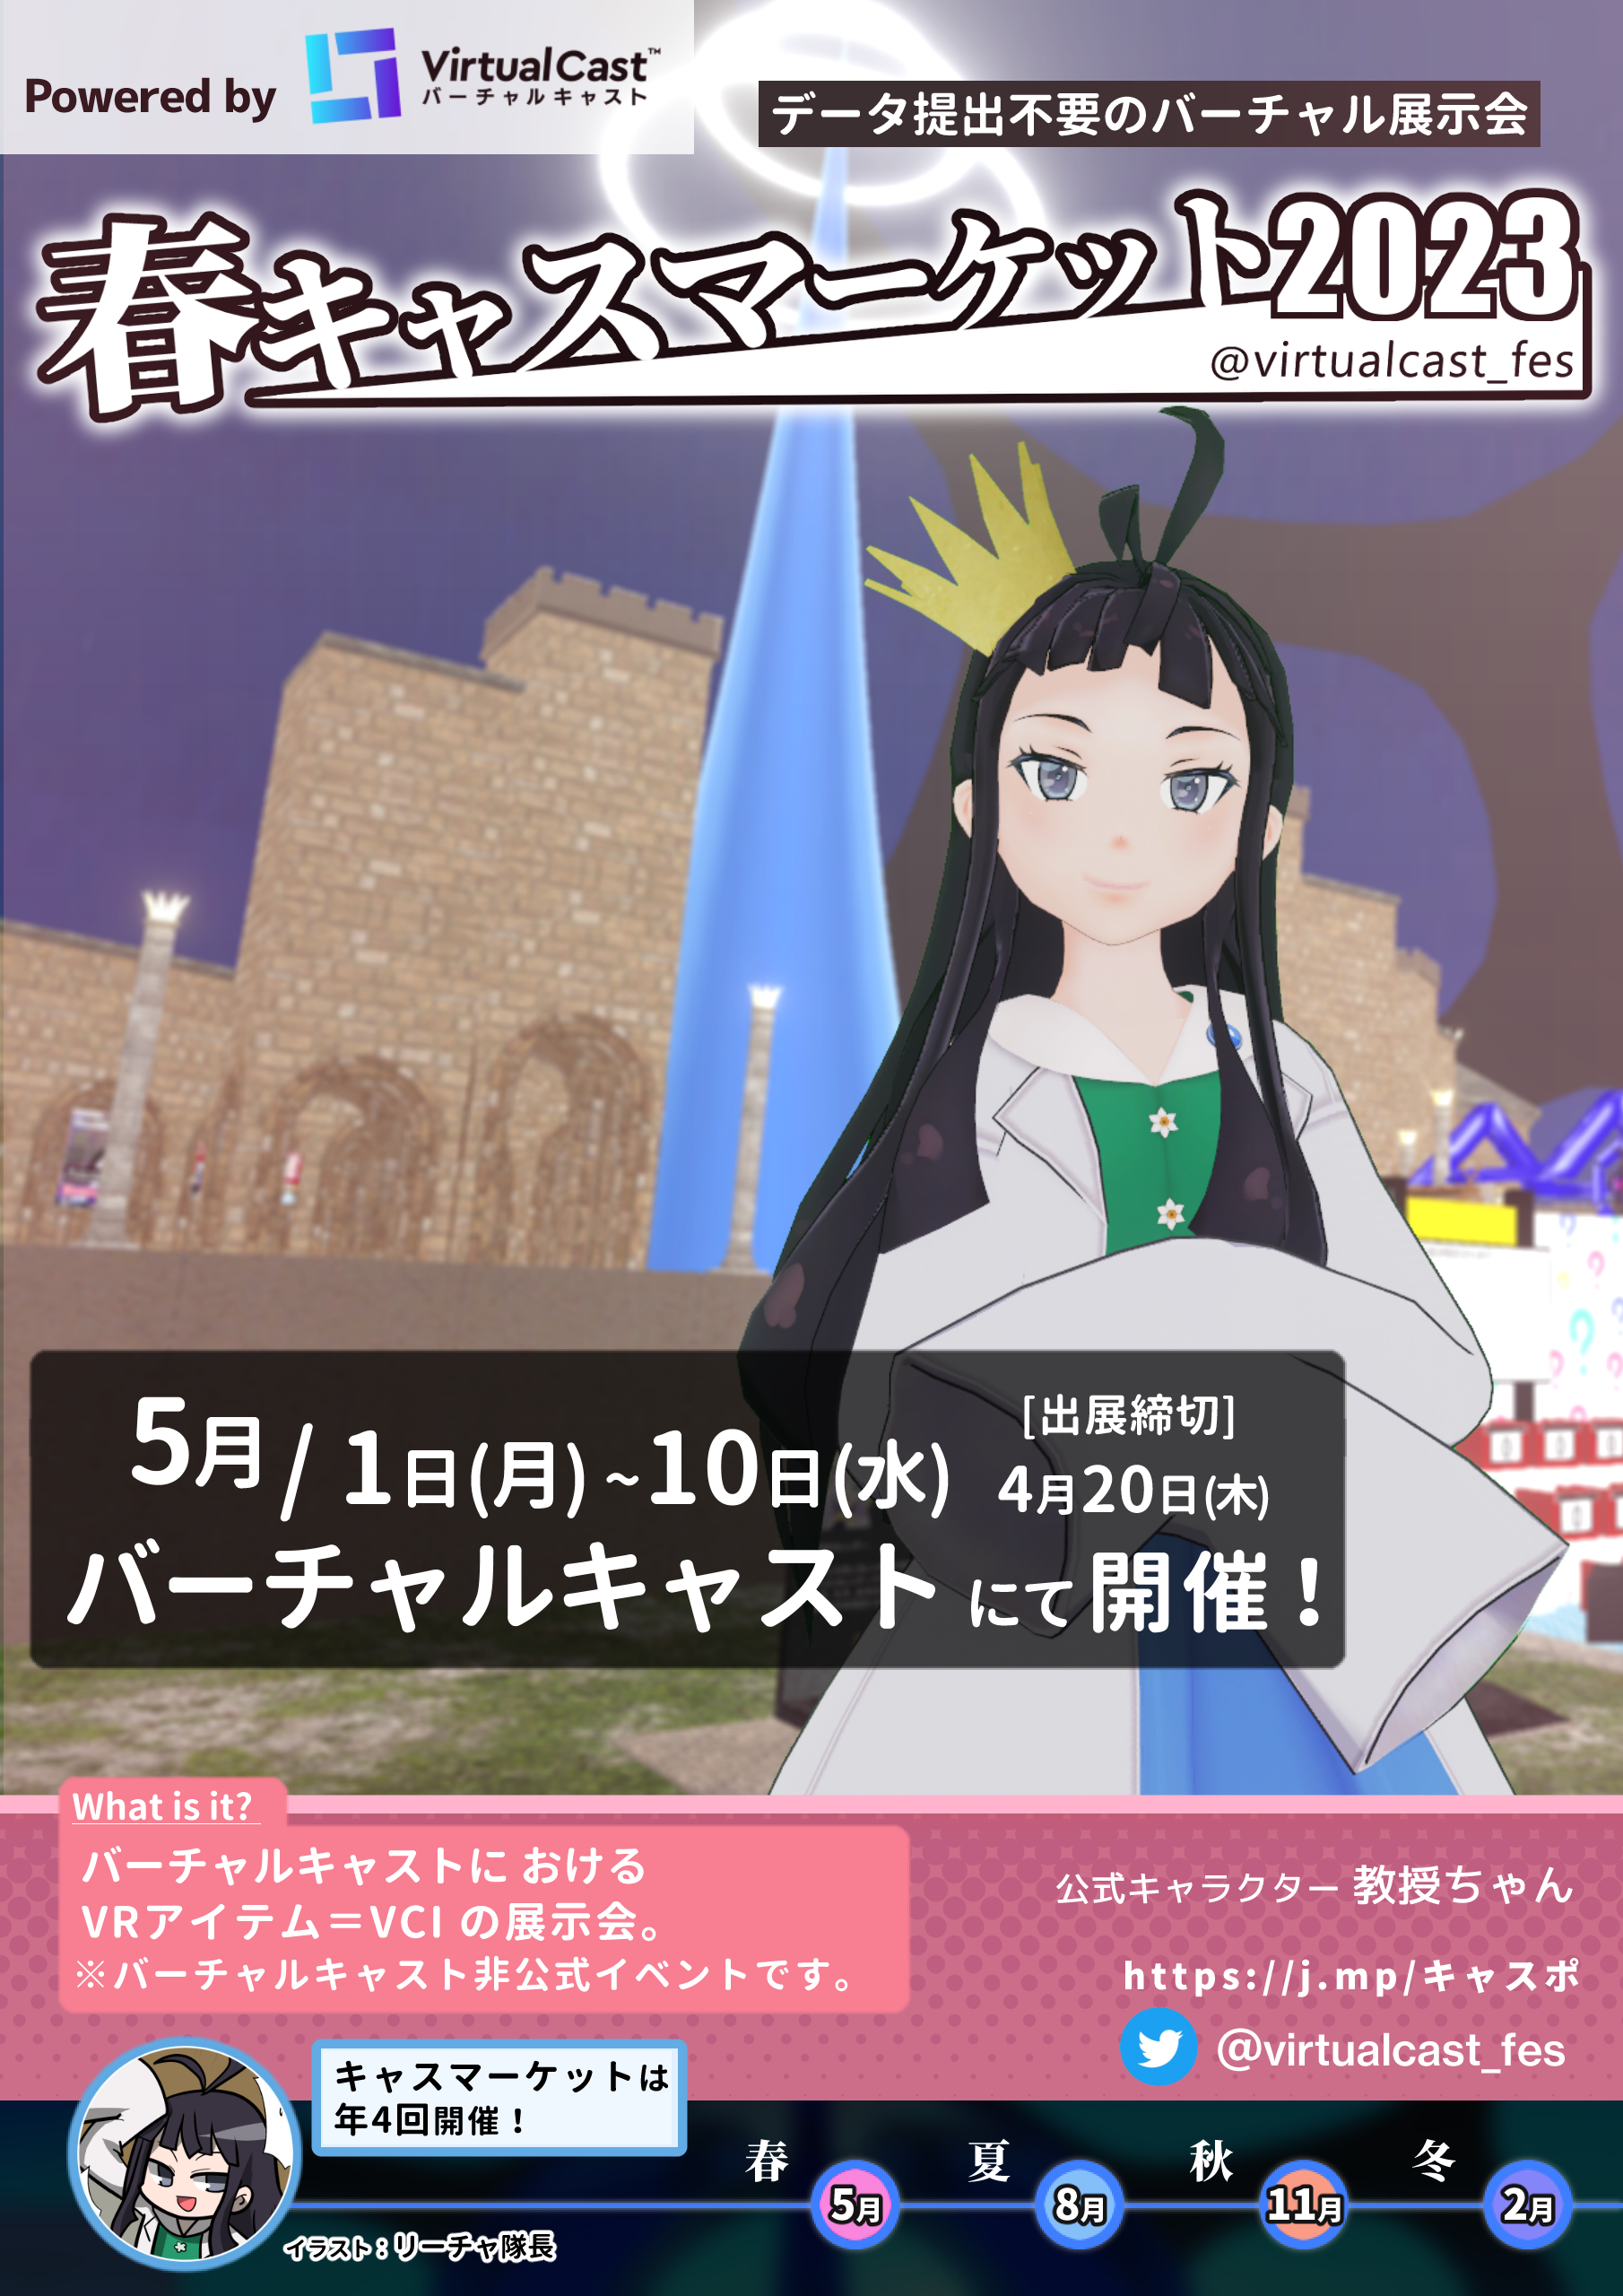 Powered by
VirtualCast™
バーチャルキャスト
データ提出不要のバーチャル展示会
春キャスマーケット2023
@virtualcast_fes
5月/1日(月)~10日(水)
[出展締切]
4月20日(木)
バーチャルキャストにて開催!
What is it?
バーチャルキャストに おける
VRアイテム=VCI の展示会。
※バーチャルキャスト非公式イベントです。
公式キャラクター 教授ちゃん
https://j.mp/キャスポ
@virtualcast_fes
キャスマーケットは
年4回開催!
春 5月 夏 8月 秋 11月 冬 2月
イラスト:リーチャ隊長